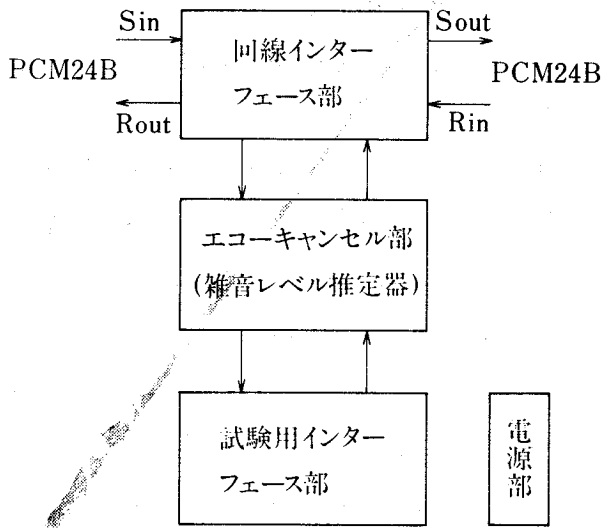 Sin
Sout
PCM24B
回線インター
フェース部
PCM24B
Rout
Rin
エコーキャンセル部
(雑音レベル推定器)
試験用インター
フェース部
電源部